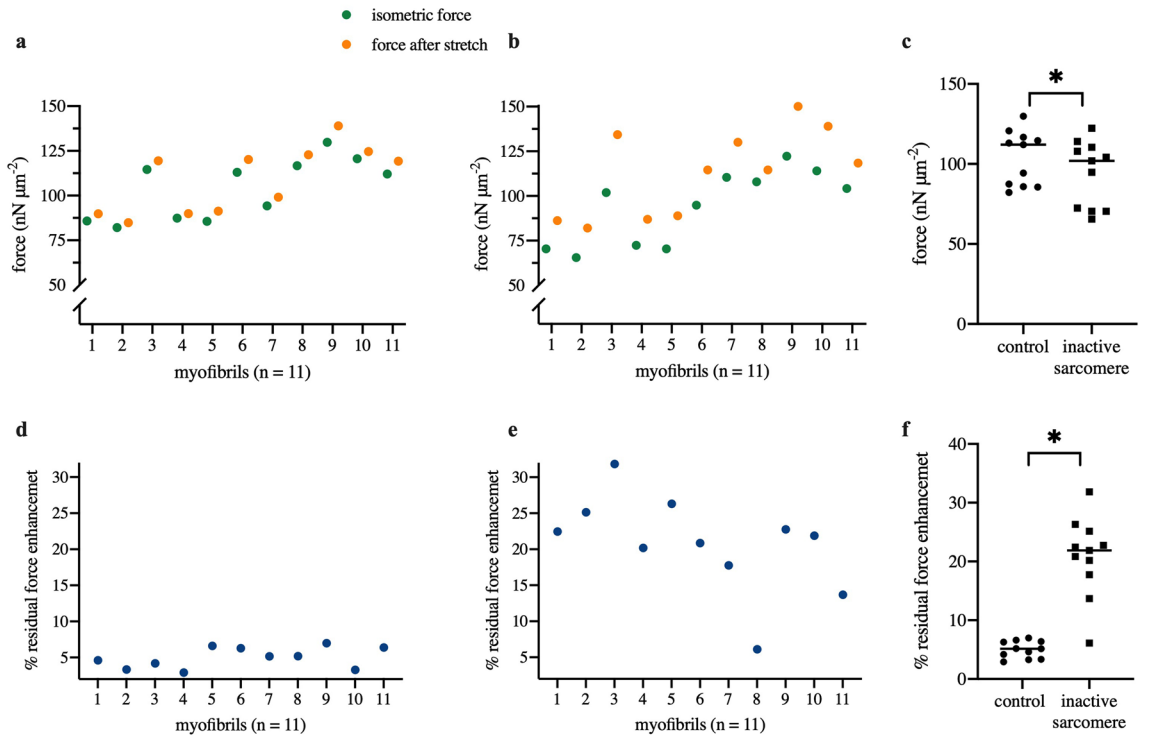 isometric force
force after stretch
a
b
c
150
125
100
75
50
force (nN µm−2)
1 2 3 4 5 6 7 8 9 10 11
myofibrils (n = 11)
150
125
100
75
50
force (nN µm−2)
1 2 3 4 5 6 7 8 9 10 11
myofibrils (n = 11)
150
100
50
0
force (nN µm−2)
*
control inactive
sarcomere
d
e
f
30
25
20
15
10
5
% residual force enhancemet
1 2 3 4 5 6 7 8 9 10 11
myofibrils (n = 11)
30
25
20
15
10
5
% residual force enhancemet
1 2 3 4 5 6 7 8 9 10 11
myofibrils (n = 11)
40
30
20
10
0
% residual force enhancemet
*
control inactive
sarcomere